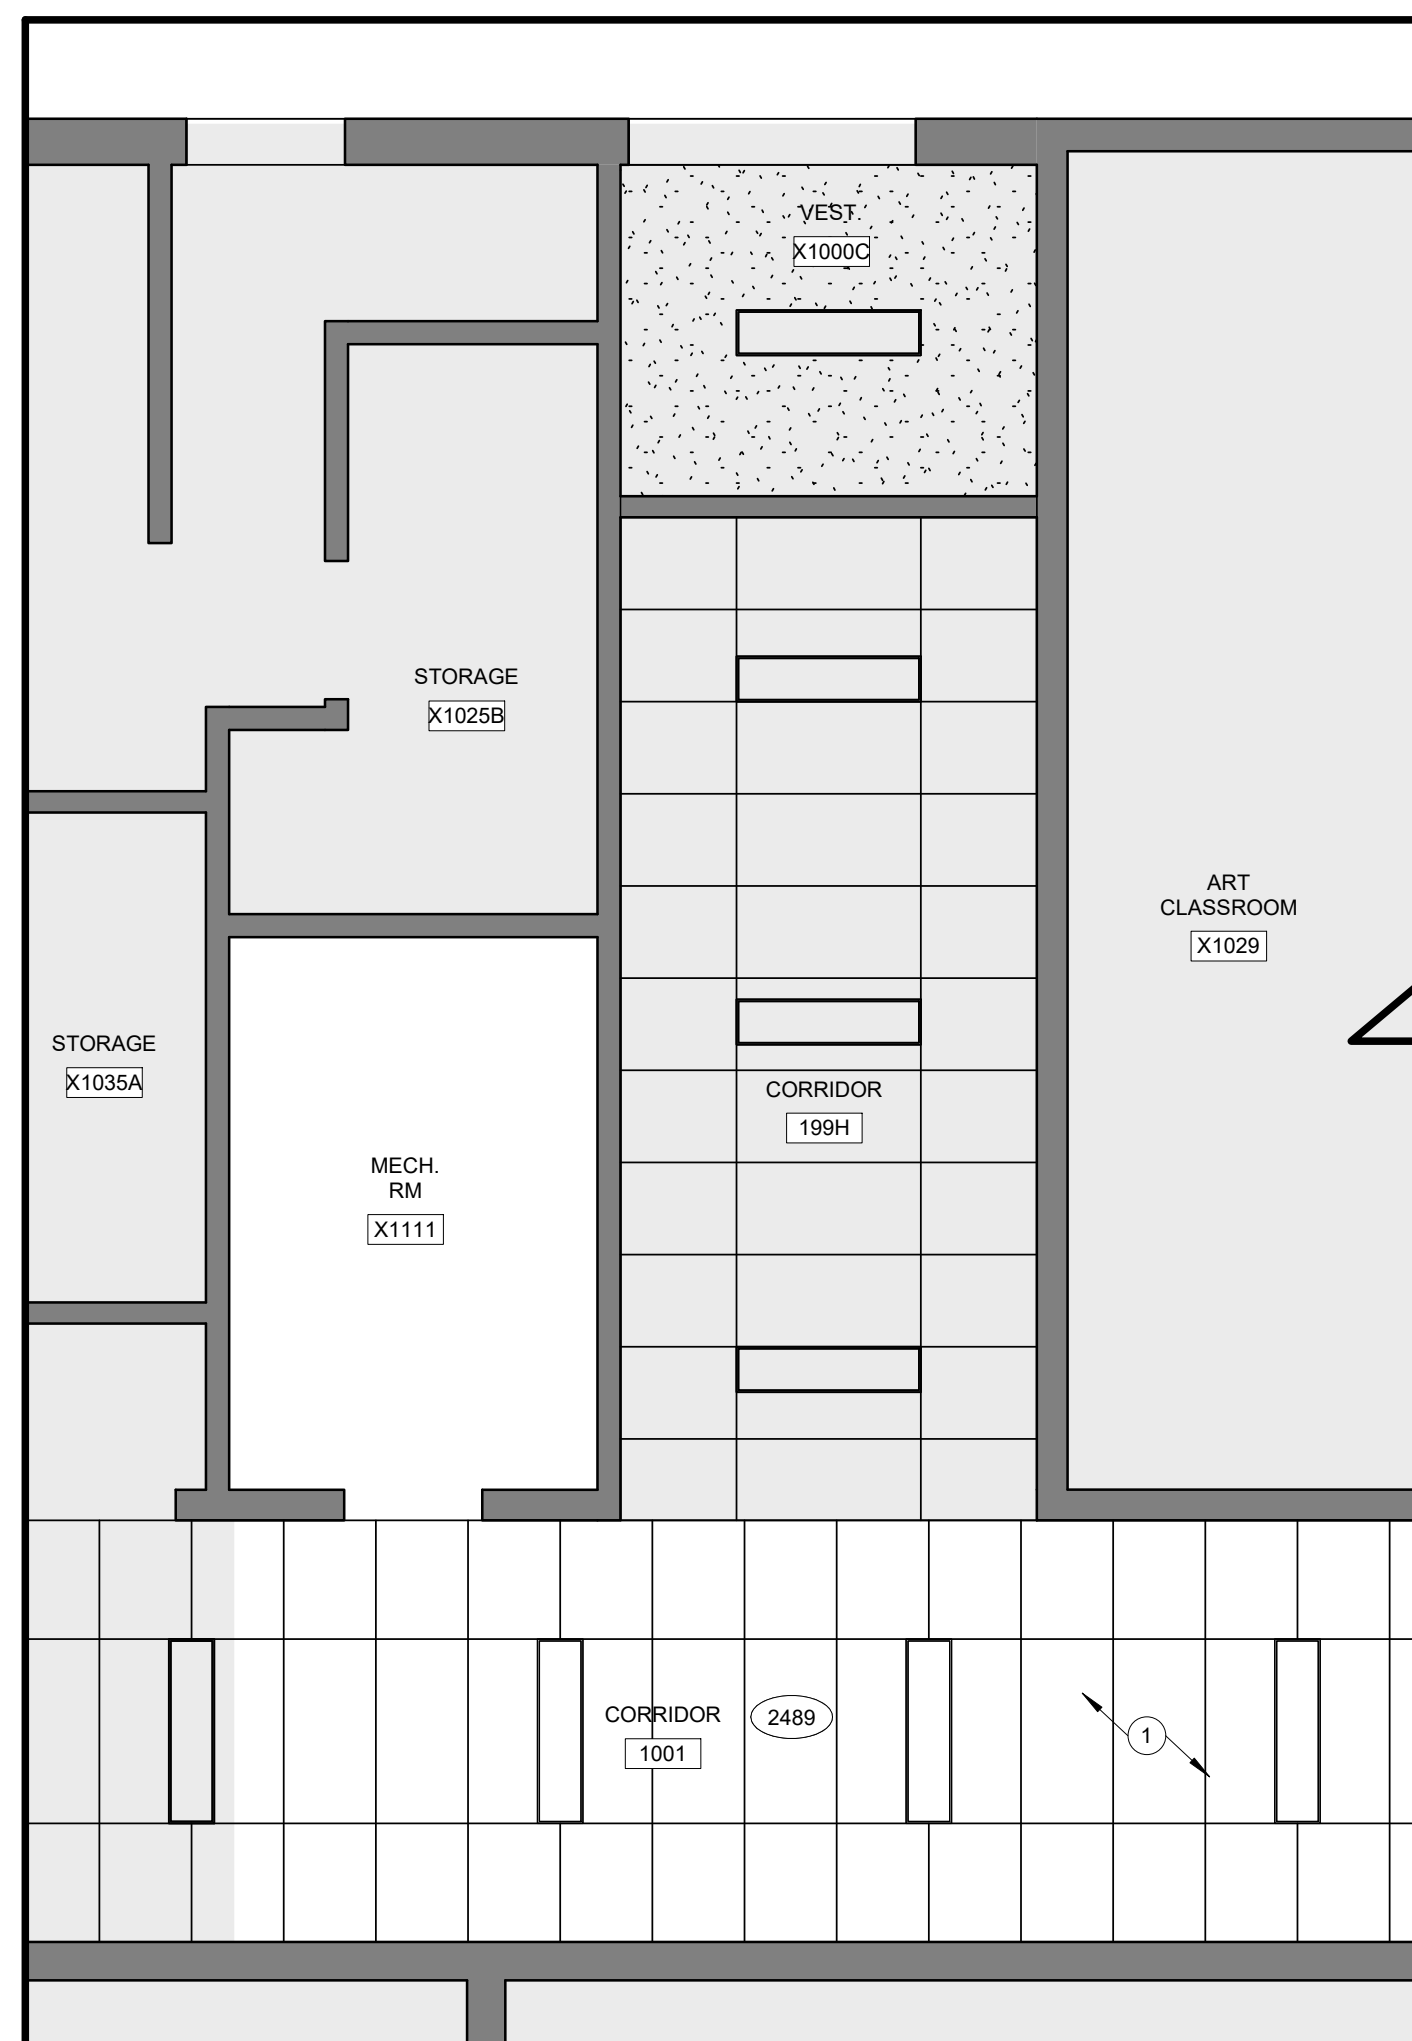 VEST.
X1000C
STORAGE
X1025B
ART
CLASSROOM
X1029
STORAGE
X1035A
CORRIDOR
199H
MECH.
RM
X1111
CORRIDOR
1001
2489
1